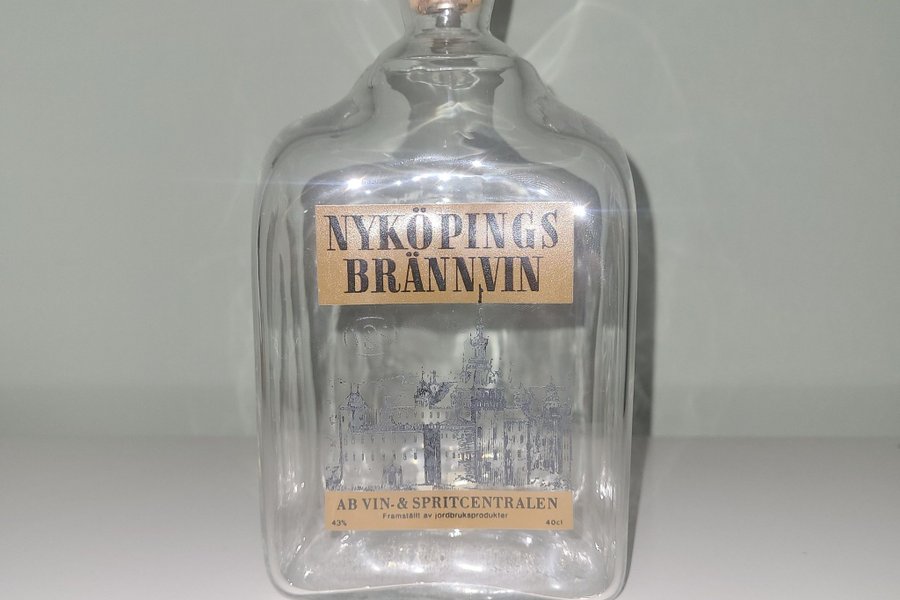 NYKÖPINGS
BRÄNNVIN
AB VIN-& SPRITCENTRALEN
Framställt av jordbruksprodukter
43% 40cl